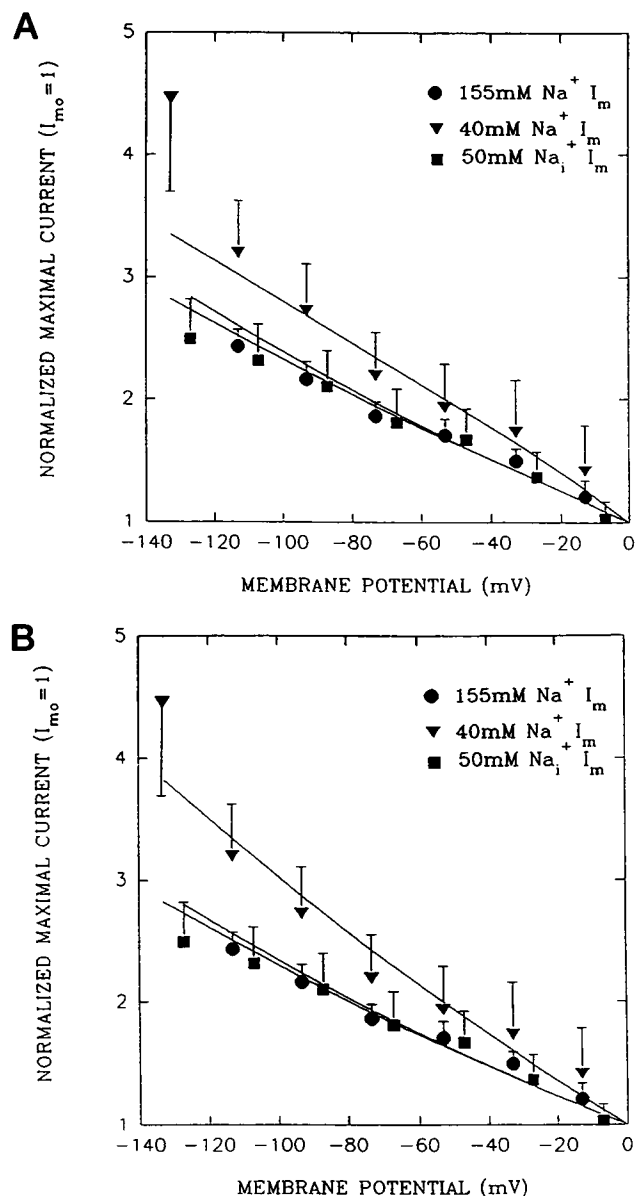 A
NORMALIZED MAXIMAL CURRENT (I_mo=1)
5
4
3
2
1
155mM Na⁺ I_m
40mM Na⁺ I_m
50mM Na_i⁺ I_m
−140 −120 −100 −80 −60 −40 −20 0
MEMBRANE POTENTIAL (mV)
B
NORMALIZED MAXIMAL CURRENT (I_mo=1)
5
4
3
2
1
155mM Na⁺ I_m
40mM Na⁺ I_m
50mM Na_i⁺ I_m
−140 −120 −100 −80 −60 −40 −20 0
MEMBRANE POTENTIAL (mV)